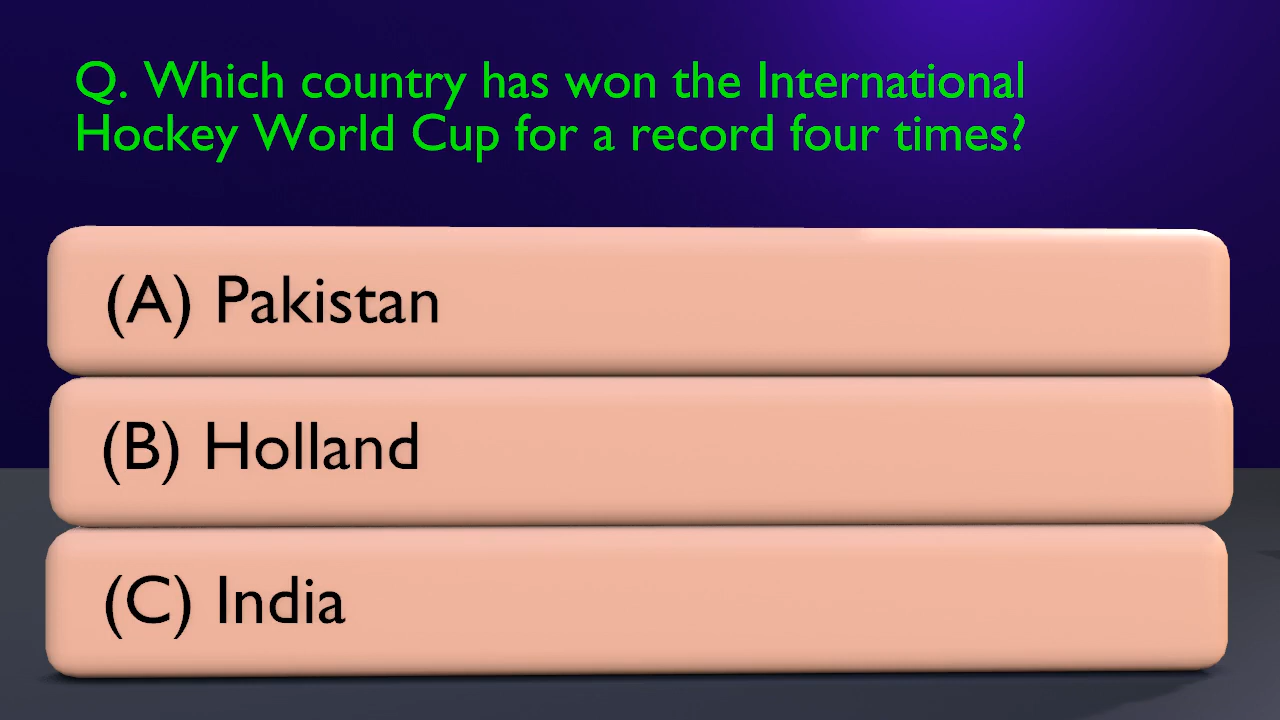 Q. Which country has won the International
Hockey World Cup for a record four times?
(A) Pakistan
(B) Holland
(C) India